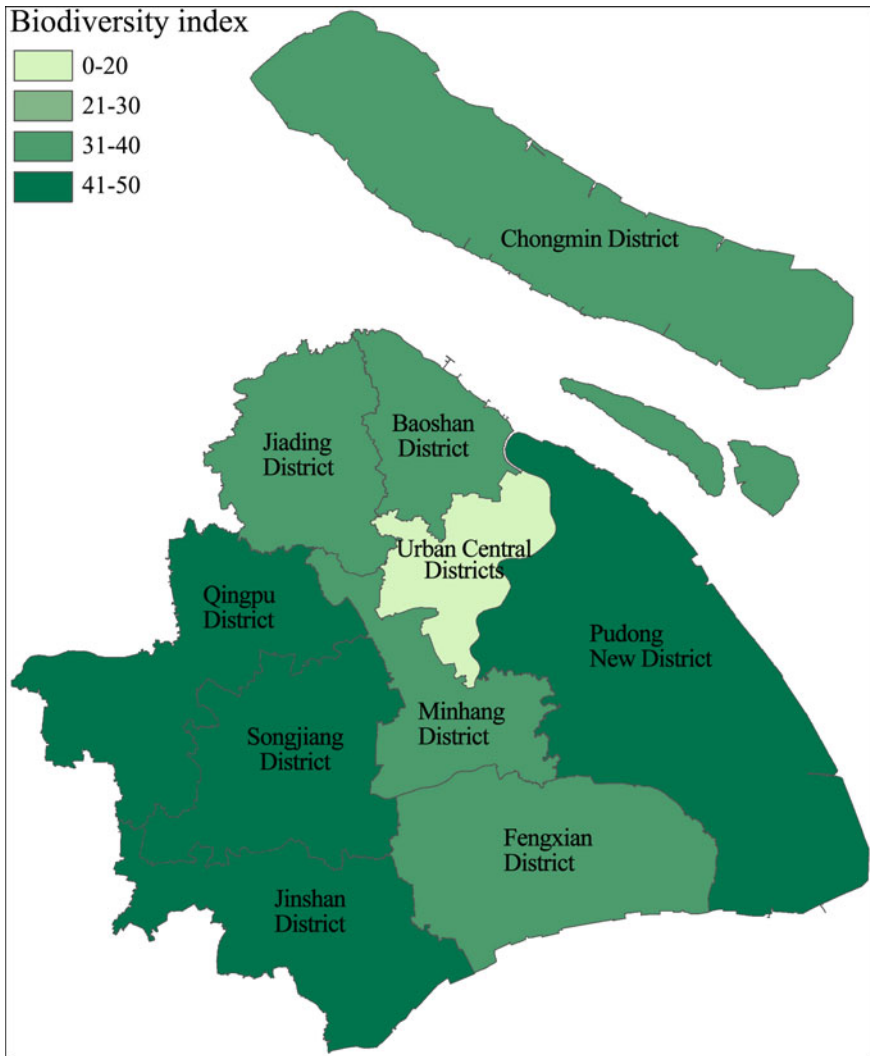 Biodiversity index
0-20
21-30
31-40
41-50
Chongmin District
Baoshan
District
Jiading
District
Urban Central
Districts
Qingpu
District
Pudong
New District
Minhang
District
Songjiang
District
Fengxian
District
Jinshan
District